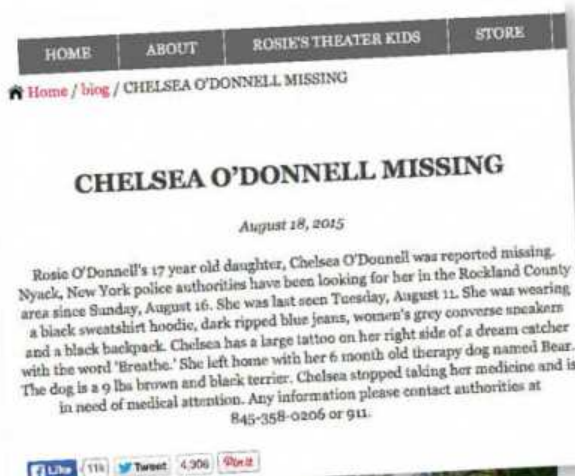 HOME ABOUT ROSIE'S THEATER KIDS STORE
Home / blog / CHELSEA O'DONNELL MISSING
CHELSEA O'DONNELL MISSING
August 18, 2015
Rosie O'Donnell's 17 year old daughter, Chelsea O'Donnell was reported missing.
Nyack, New York police authorities have been looking for her in the Rockland County
area since Sunday, August 16. She was last seen Tuesday, August 11. She was wearing
a black sweatshirt hoodie, dark ripped blue jeans, women's grey converse sneakers
and a black backpack. Chelsea has a large tattoo on her right side of a dream catcher
with the word 'Breathe.' She left home with her 6 month old therapy dog named Bear.
The dog is a 9 lbs brown and black terrier. Chelsea stopped taking her medicine and is
in need of medical attention. Any information please contact authorities at
845-358-0206 or 911.
Like 11k Tweet 4,906 Pin it